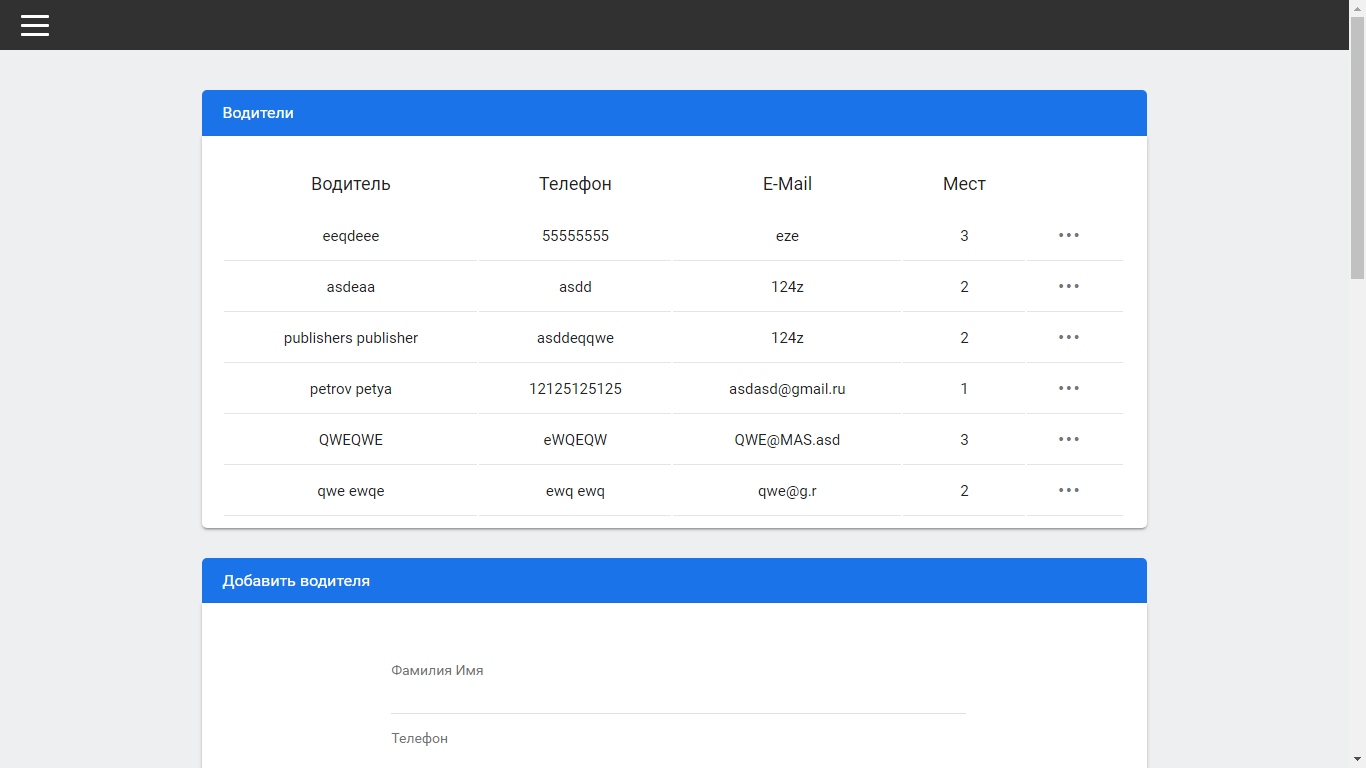 Водители
Водитель Телефон E-Mail Мест
eeqdeee 55555555 eze 3
asdeaa asdd 124z 2
publishers publisher asddeqqwe 124z 2
petrov petya 12125125125 asdasd@gmail.ru 1
QWEQWE eWQEQW QWE@MAS.asd 3
qwe ewqe ewq ewq qwe@g.r 2
Добавить водителя
Фамилия Имя
Телефон